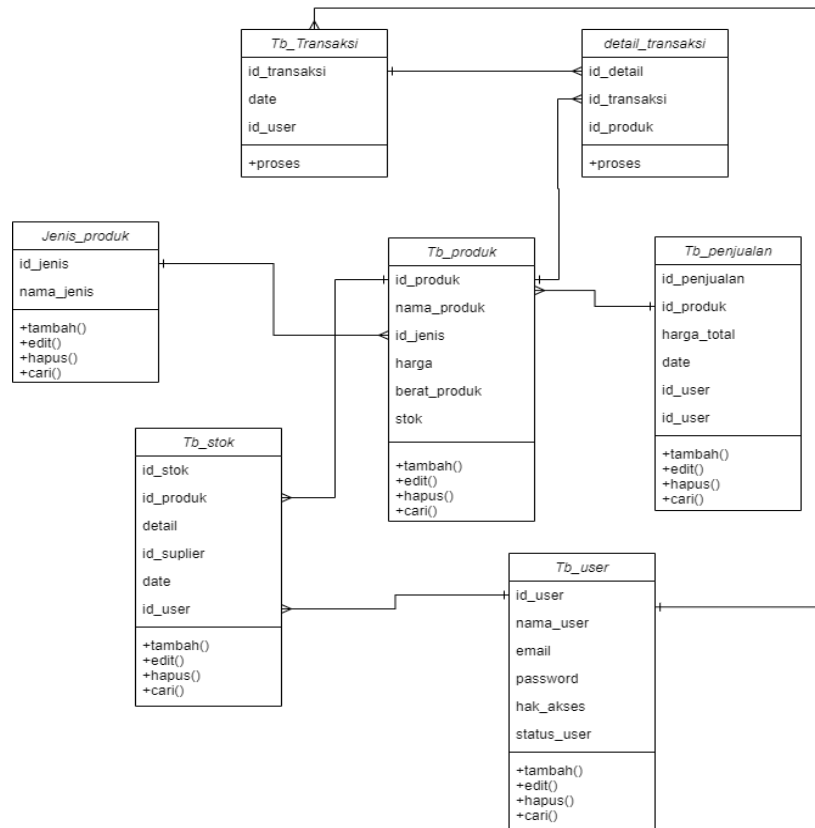 Tb_Transaksi
id_transaksi
date
id_user
+proses
detail_transaksi
id_detail
id_transaksi
id_produk
+proses
Jenis_produk
id_jenis
nama_jenis
+tambah()
+edit()
+hapus()
+cari()
Tb_produk
id_produk
nama_produk
id_jenis
harga
berat_produk
stok
+tambah()
+edit()
+hapus()
+cari()
Tb_penjualan
id_penjualan
id_produk
harga_total
date
id_user
id_user
+tambah()
+edit()
+hapus()
+cari()
Tb_stok
id_stok
id_produk
detail
id_suplier
date
id_user
+tambah()
+edit()
+hapus()
+cari()
Tb_user
id_user
nama_user
email
password
hak_akses
status_user
+tambah()
+edit()
+hapus()
+cari()